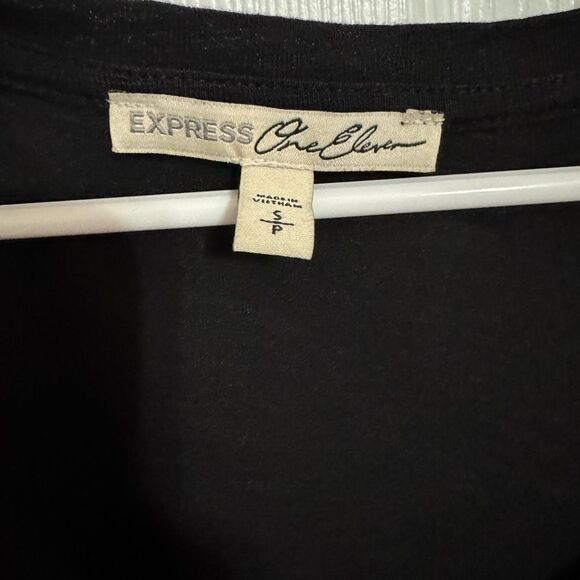 EXPRESS One Eleven
MADE IN
VIETNAM
S
P